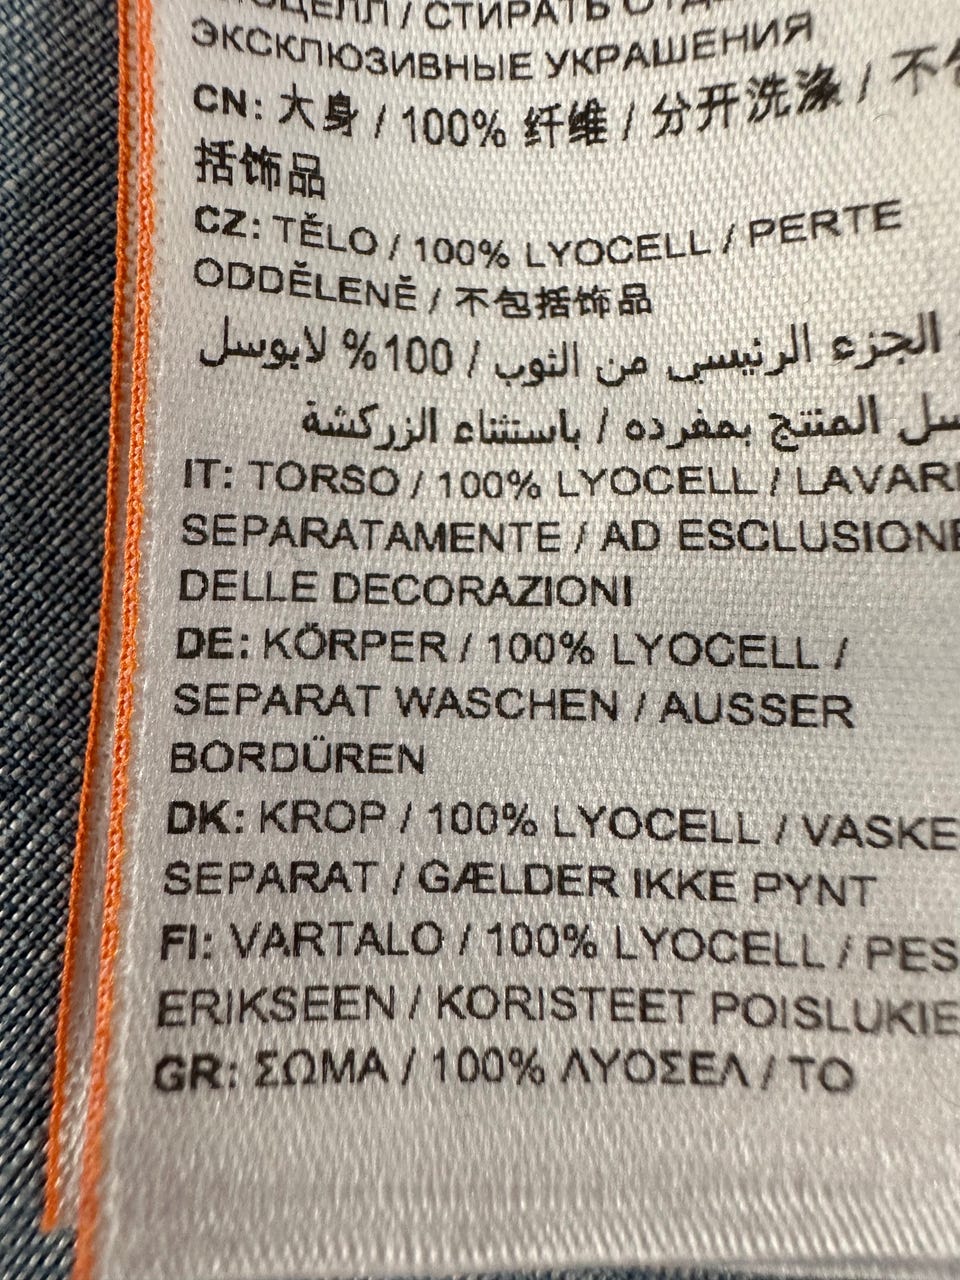 / СТИРАТЬ
ЭКСКЛЮЗИВНЫЕ УКРАШЕНИЯ
CN: 大身 / 100% 纤维 / 分开洗涤 / 不包
括饰品
CZ: TĚLO / 100% LYOCELL / PERTE
ODDĚLENĚ / 不包括饰品
الجزء الرئيسي من الثوب / 100% لايوسل
المنتج بمفرده / باستثناء الزركشة
IT: TORSO / 100% LYOCELL / LAVARE
SEPARATAMENTE / AD ESCLUSIONE
DELLE DECORAZIONI
DE: KÖRPER / 100% LYOCELL /
SEPARAT WASCHEN / AUSSER
BORDÜREN
DK: KROP / 100% LYOCELL / VASKE
SEPARAT / GÆLDER IKKE PYNT
FI: VARTALO / 100% LYOCELL / PES
ERIKSEEN / KORISTEET POISLUKIE
GR: ΣΩΜΑ / 100% ΛΥΟΣΕΛ / ΤΟ